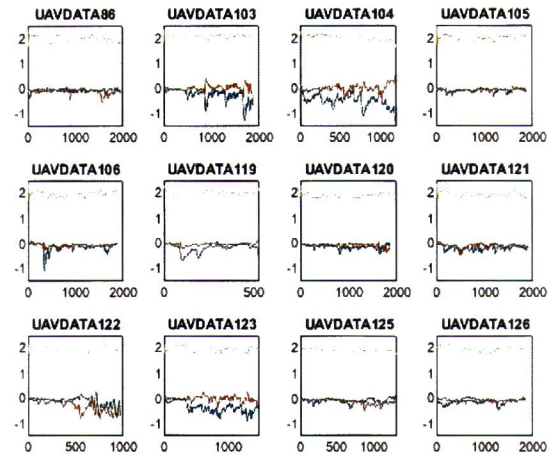 UAVDATA86 UAVDATA103 UAVDATA104 UAVDATA105
2 2 2 2
1 1 1 1
0 0 0 0
-1 -1 -1 -1
0 1000 2000 0 1000 2000 0 500 1000 0 1000 2000
UAVDATA106 UAVDATA119 UAVDATA120 UAVDATA121
2 2 2 2
1 1 1 1
0 0 0 0
-1 -1 -1 -1
0 1000 2000 0 500 0 1000 2000 0 1000 2000
UAVDATA122 UAVDATA123 UAVDATA125 UAVDATA126
2 2 2 2
1 1 1 1
0 0 0 0
-1 -1 -1 -1
0 500 1000 0 1000 0 1000 2000 0 1000 2000